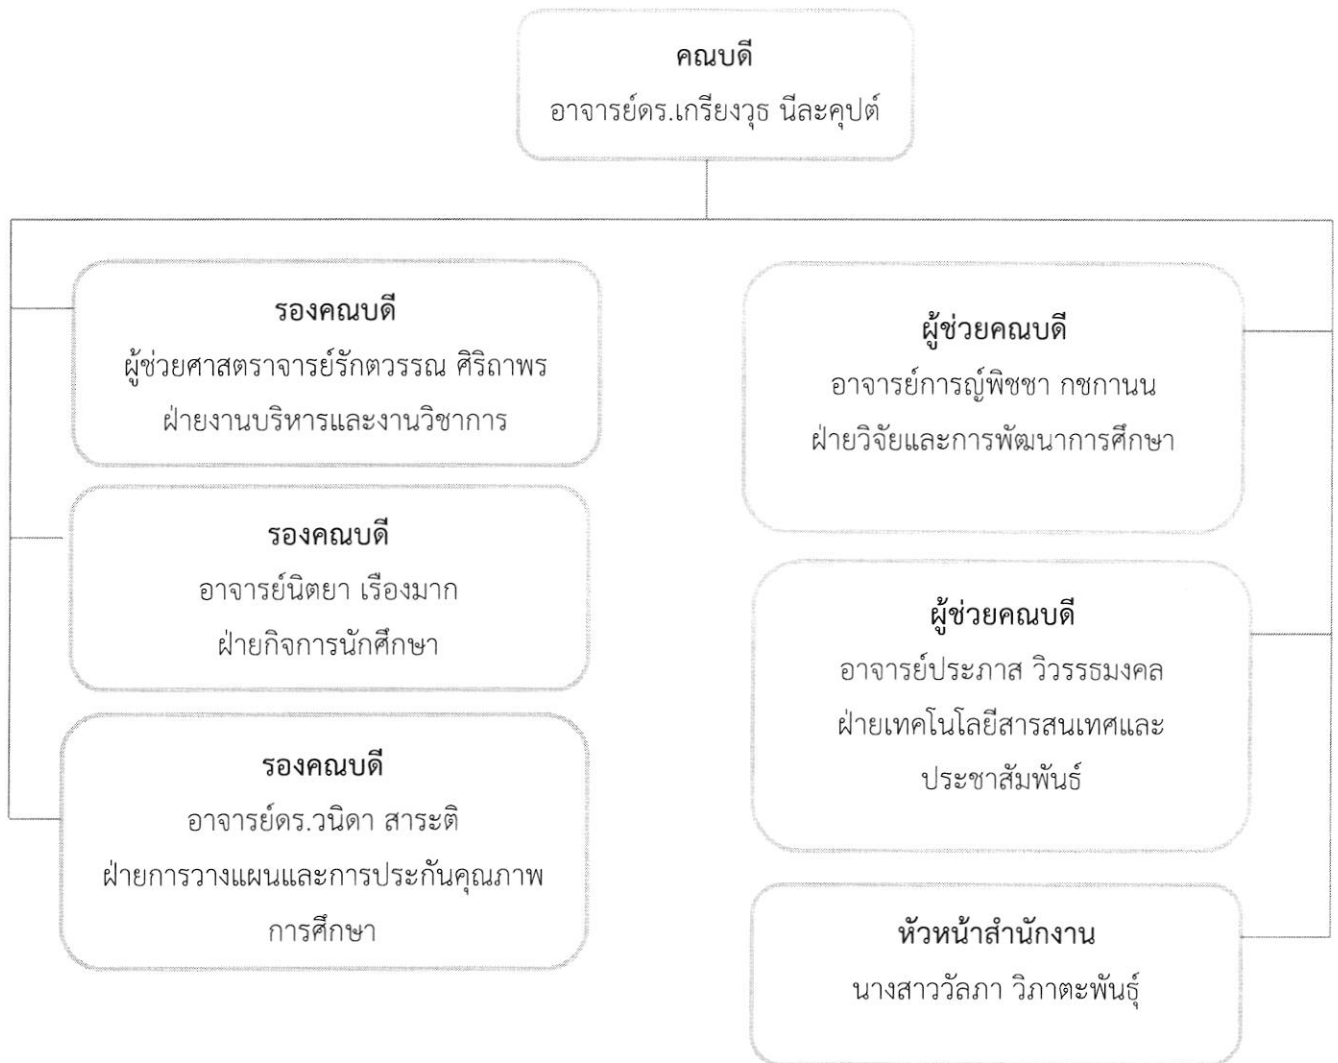 คณบดี
อาจารย์ดร.เกรียงวุธ นีละคุปต์
รองคณบดี
ผู้ช่วยศาสตราจารย์รักตวรรณ ศิริถาพร
ฝ่ายงานบริหารและงานวิชาการ
รองคณบดี
อาจารย์นิตยา เรืองมาก
ฝ่ายกิจการนักศึกษา
รองคณบดี
อาจารย์ดร.วนิดา สาระติ
ฝ่ายการวางแผนและการประกันคุณภาพ
การศึกษา
ผู้ช่วยคณบดี
อาจารย์การญ์พิชชา กชกานน
ฝ่ายวิจัยและการพัฒนาการศึกษา
ผู้ช่วยคณบดี
อาจารย์ประภาส วิวรรธมงคล
ฝ่ายเทคโนโลยีสารสนเทศและ
ประชาสัมพันธ์
หัวหน้าสำนักงาน
นางสาววัลภา วิภาตะพันธุ์